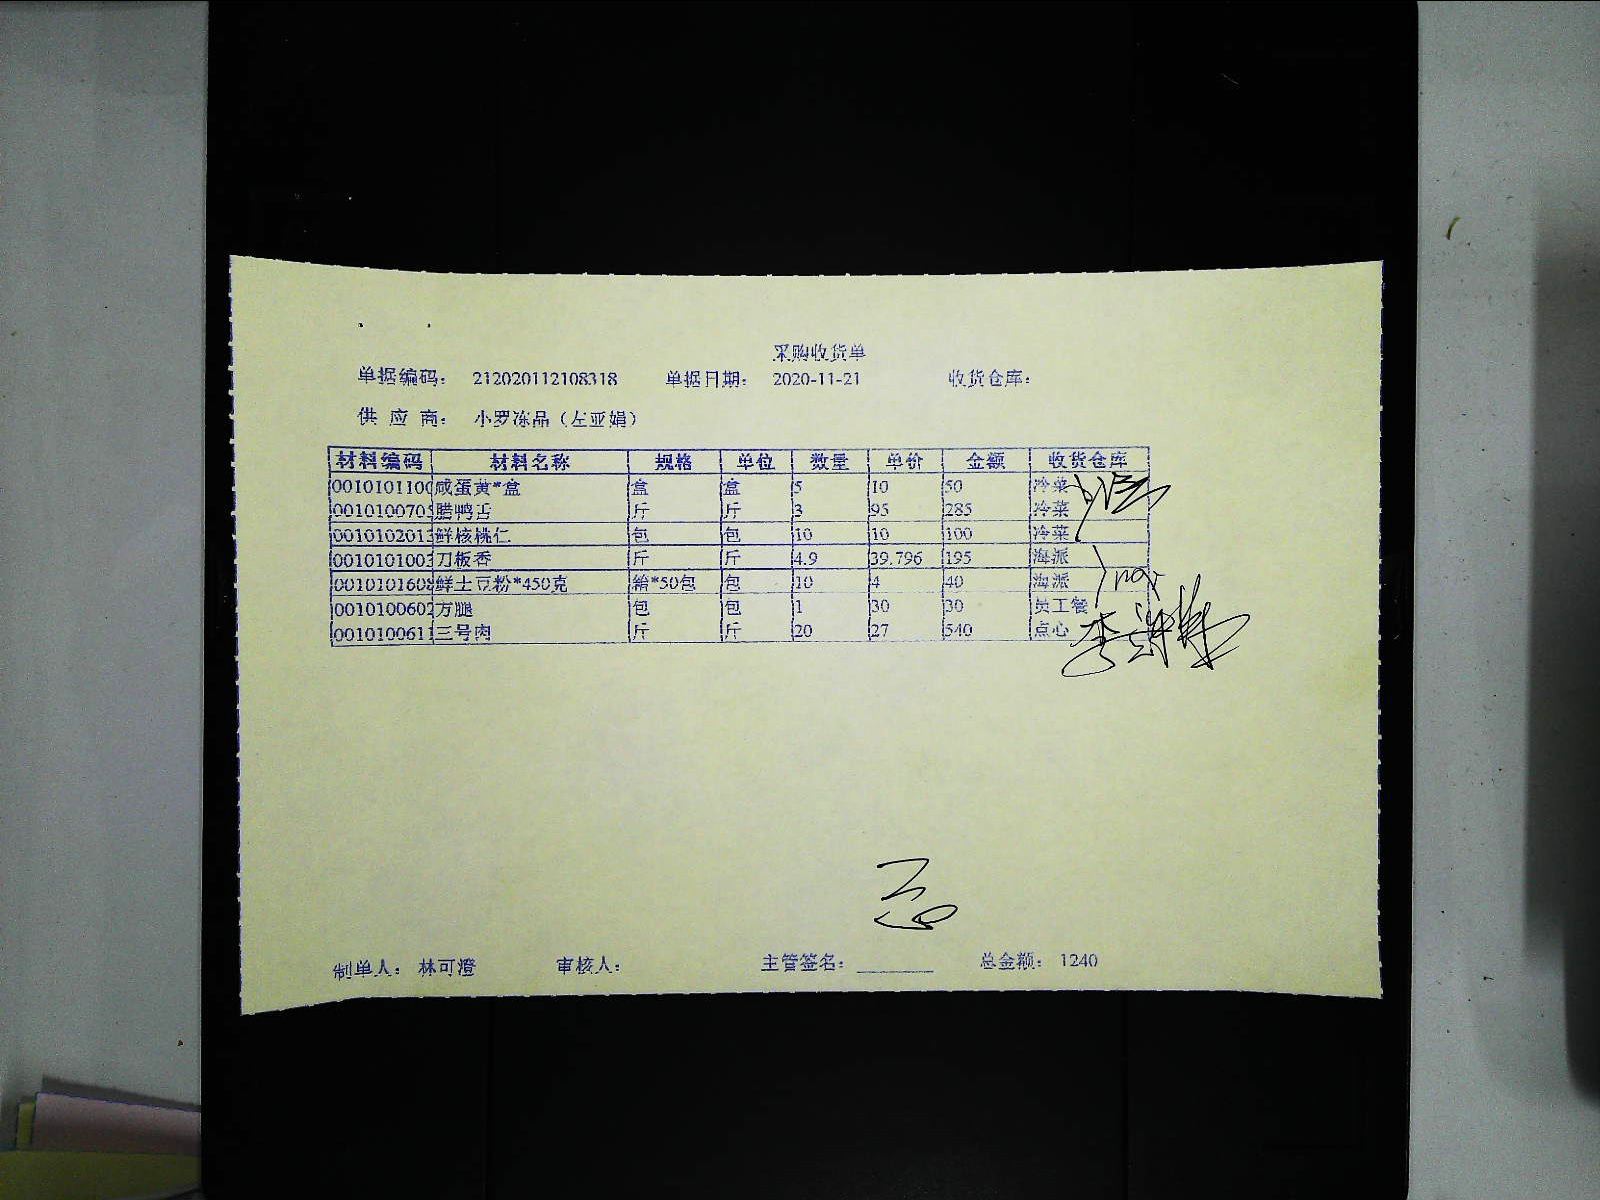 采购收货单
单据编码： 212020112108318 单据日期： 2020-11-21 收货仓库：
供 应 商： 小罗冻品（左亚娟）
材料编码 材料名称 规格 单位 数量 单价 金额 收货仓库
0010101100 咸蛋黄*盒 盒 盒 5 10 50 冷菜
001010070 腊鸭舌 斤 斤 3 95 285 冷菜
001010201 鲜核桃仁 包 包 10 10 100 冷菜
001010100 刀板香 斤 斤 4.9 39.796 195 海派
001010160 鲜土豆粉*450克 箱*50包 包 10 4 40 海派
001010060 方腿 包 包 1 30 30 员工餐
001010061 三号肉 斤 斤 20 27 540 点心
制单人： 林可澄 审核人： 主管签名： 总金额： 1240